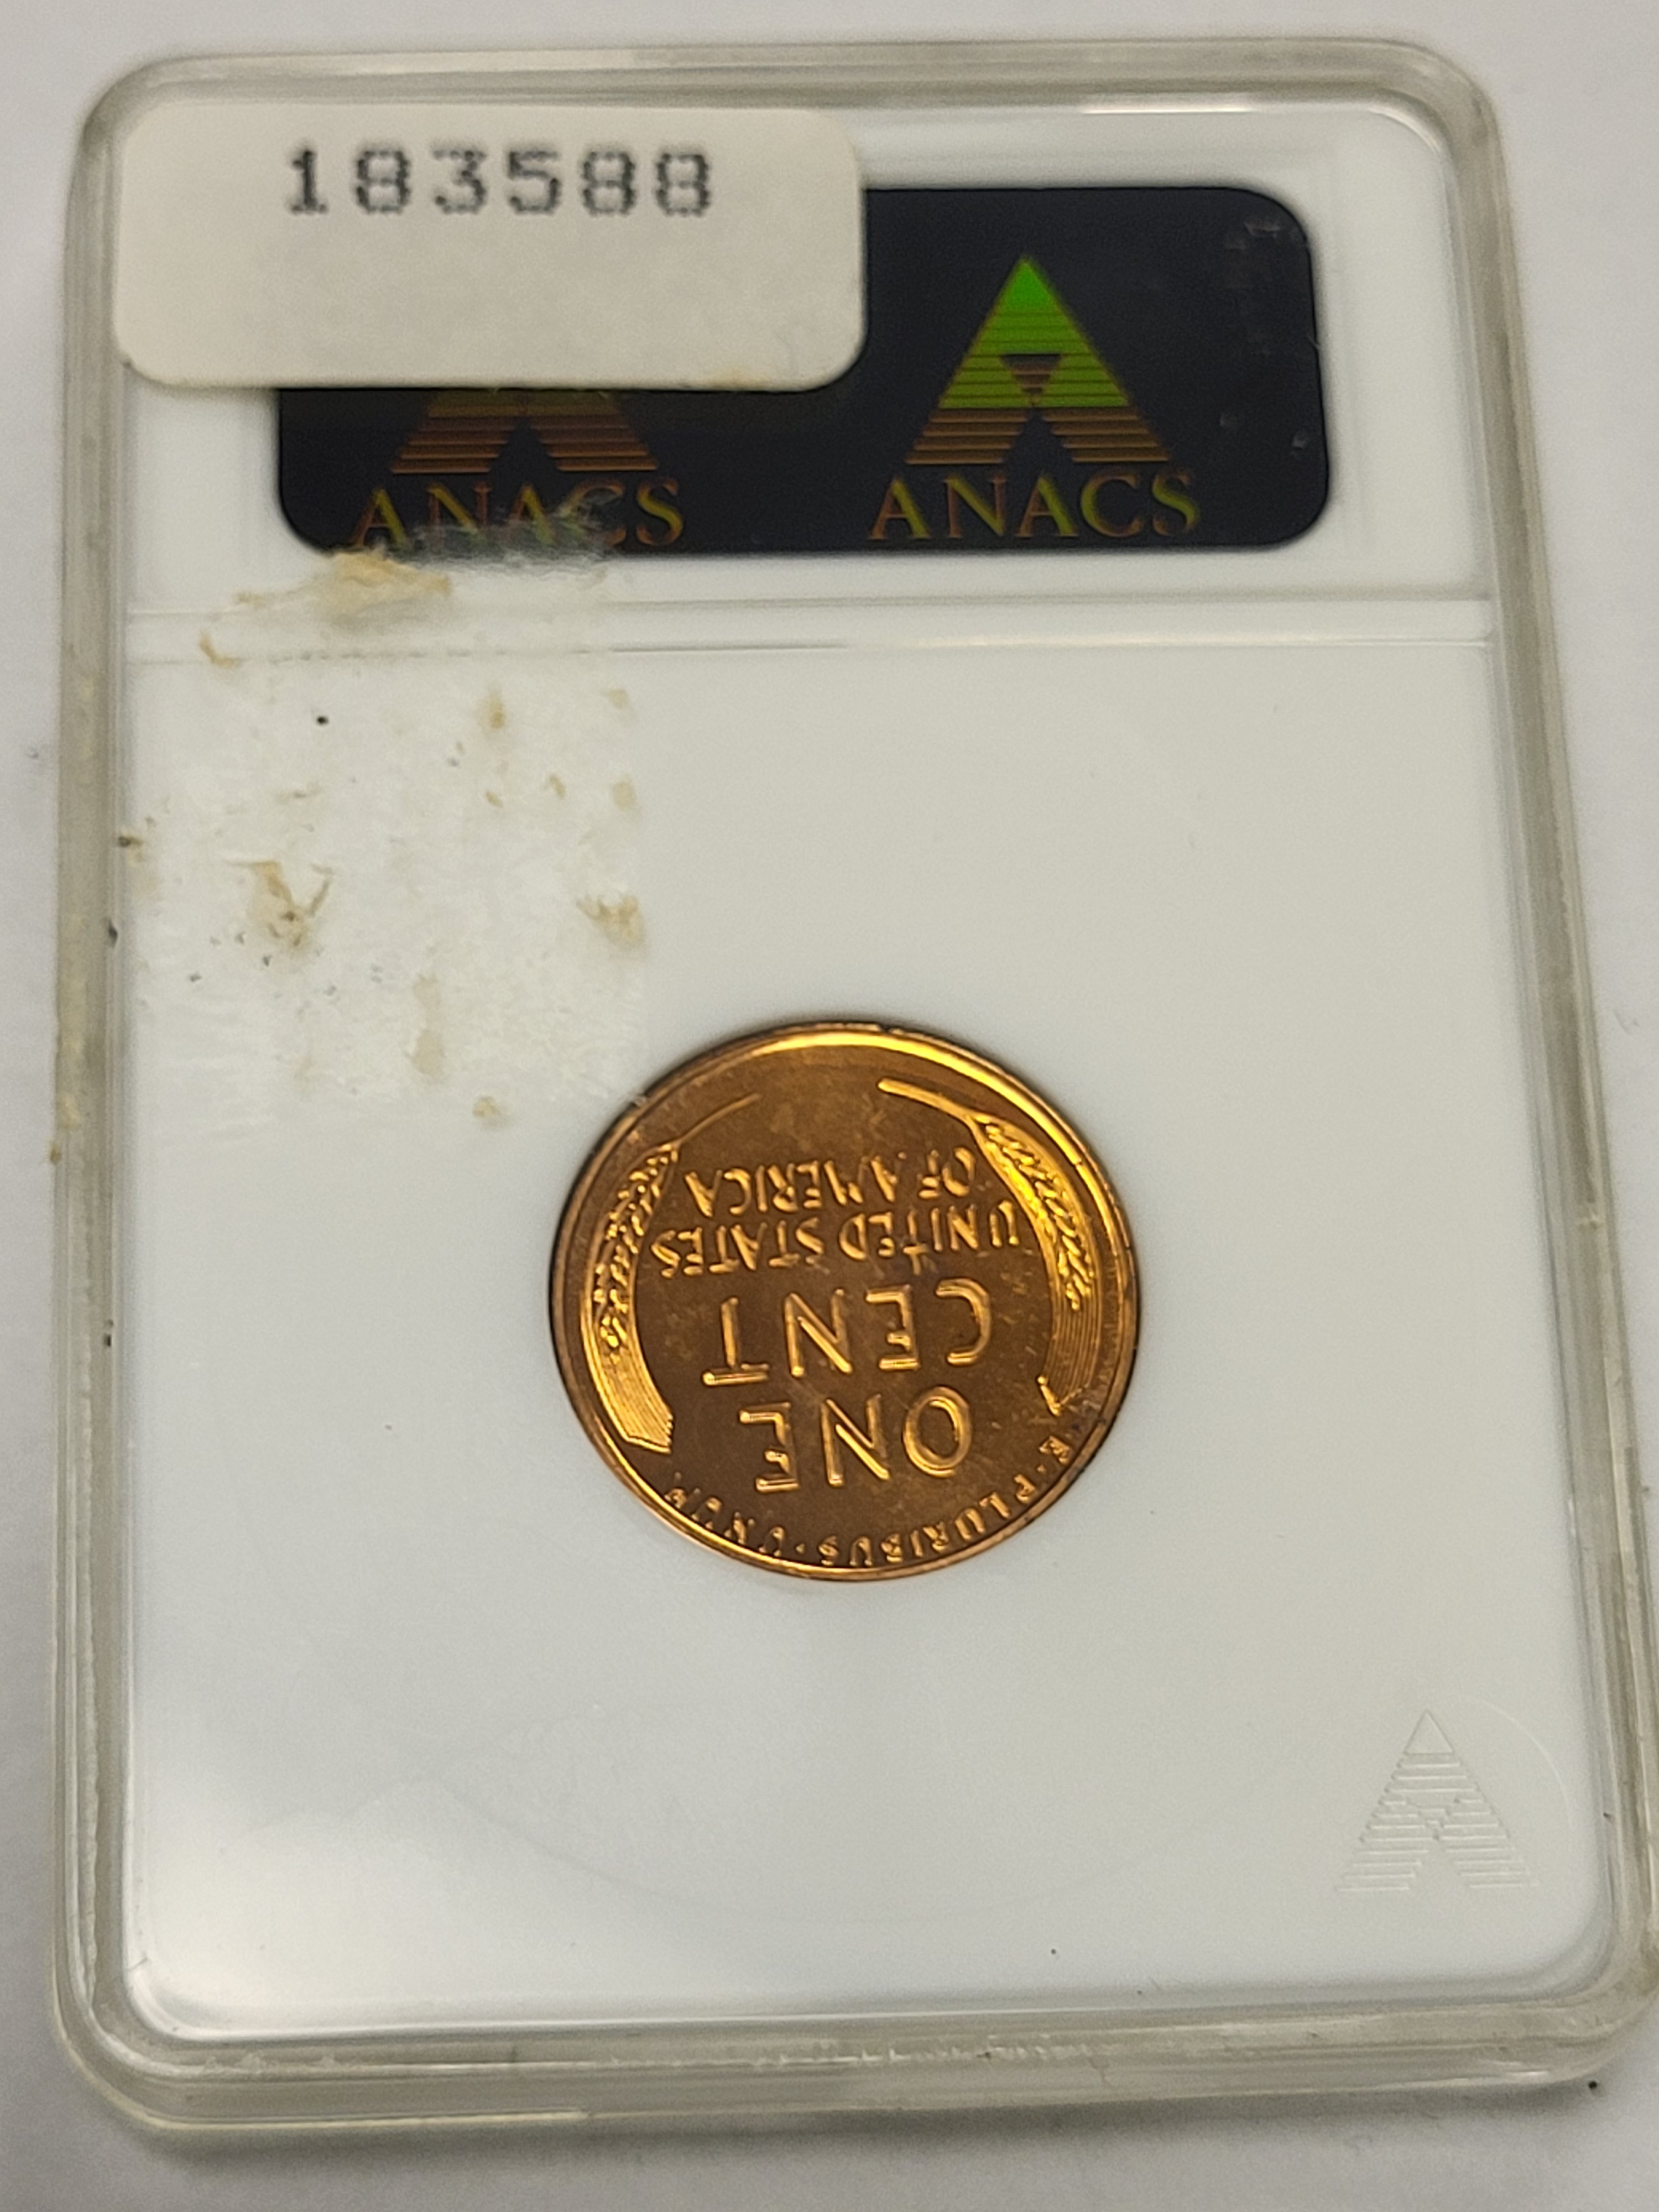 183588
ANACS ANACS
E·PLURIBUS·UNUM
ONE
CENT
UNITED STATES
OF AMERICA